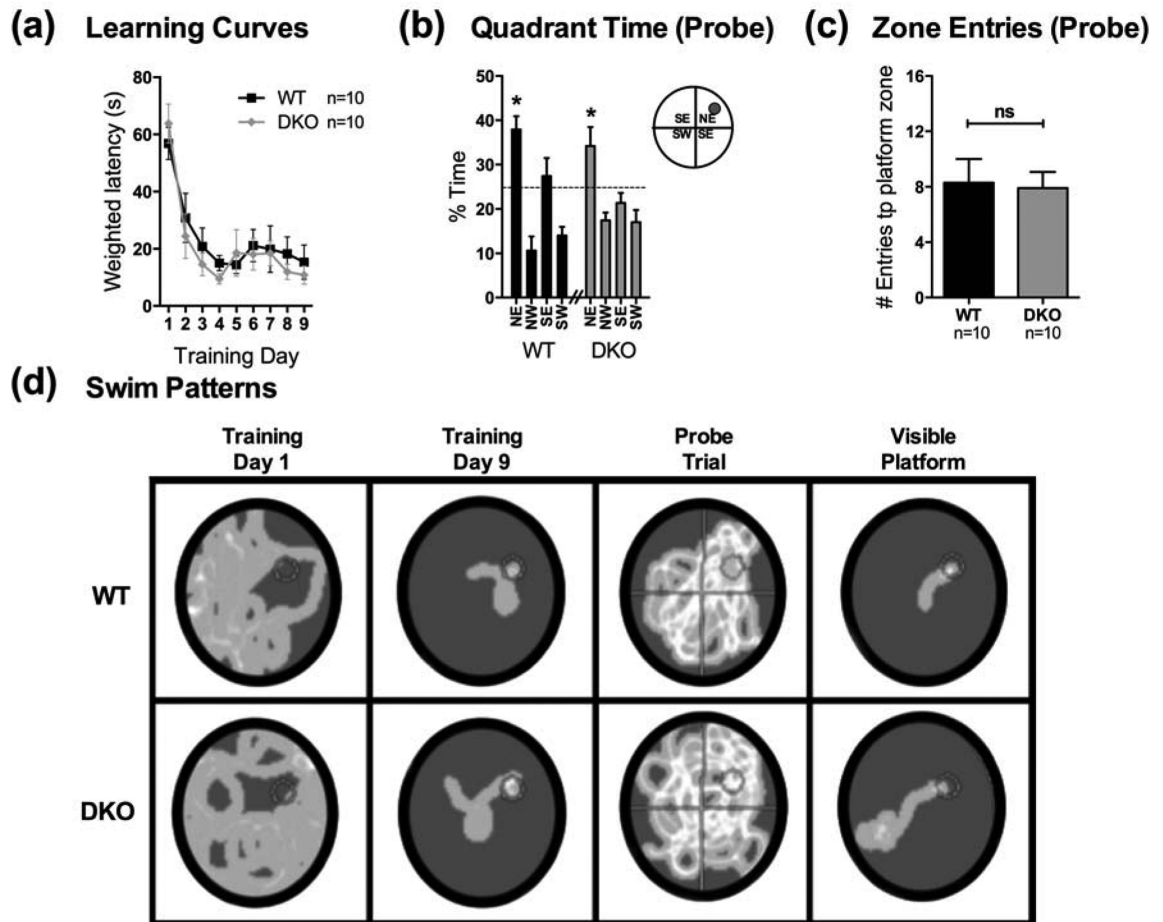 (a) Learning Curves
Weighted latency (s)
80
60
40
20
0
WT n=10
DKO n=10
1 2 3 4 5 6 7 8 9
Training Day
(b) Quadrant Time (Probe)
% Time
50
40
30
20
10
0
*
*
NE NW SE SW NE NW SE SW
WT DKO
SE NE
SW SE
(c) Zone Entries (Probe)
# Entries tp platform zone
16
12
8
4
0
ns
WT DKO
n=10 n=10
(d) Swim Patterns
Training Training Probe Visible
Day 1 Day 9 Trial Platform
WT
DKO